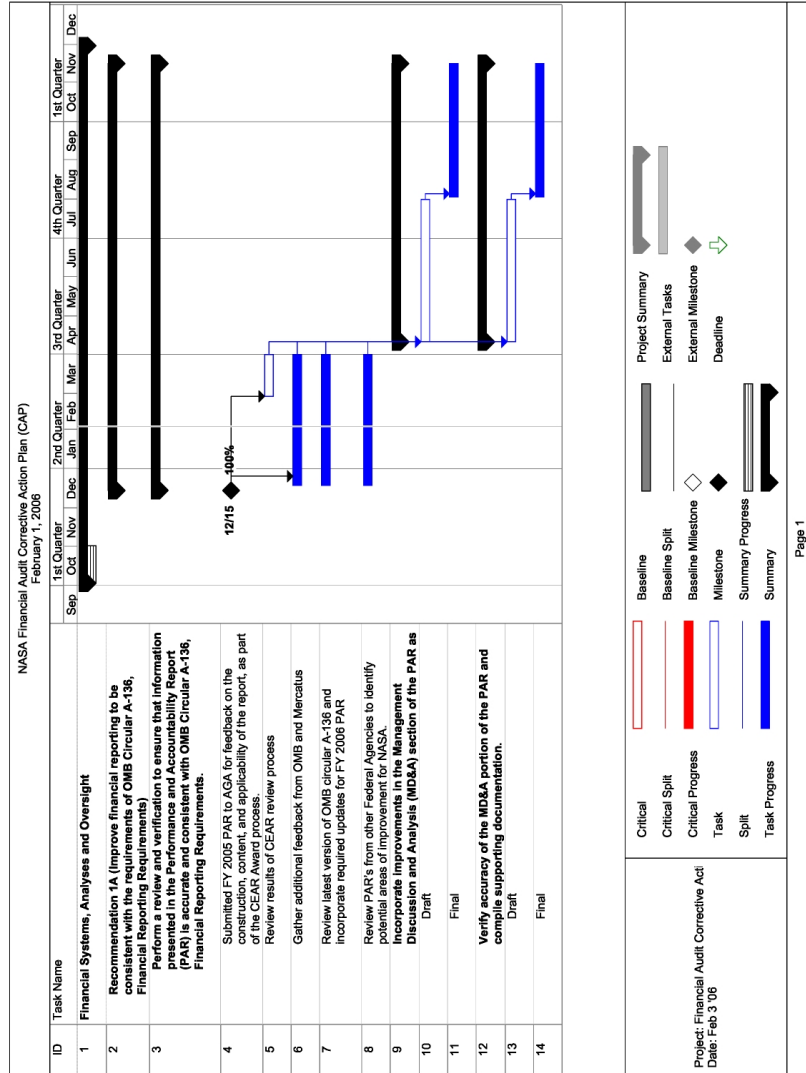 NASA Financial Audit Corrective Action Plan (CAP)
February 1, 2006
ID
Task Name
1st Quarter
2nd Quarter
3rd Quarter
4th Quarter
1st Quarter
Sep
Oct
Nov
Dec
Jan
Feb
Mar
Apr
May
Jun
Jul
Aug
Sep
Oct
Nov
Dec
1
Financial Systems, Analyses and Oversight
2
Recommendation 1A (Improve financial reporting to be
consistent with the requirements of OMB Circular A-136,
Financial Reporting Requirements)
3
Perform a review and verification to ensure that information
presented in the Performance and Accountability Report
(PAR) is accurate and consistent with OMB Circular A-136,
Financial Reporting Requirements.
4
Submitted FY 2005 PAR to AGA for feedback on the
construction, content, and applicability of the report, as part
of the CEAR Award process.
12/15
100%
5
Review results of CEAR review process
6
Gather additional feedback from OMB and Mercatus
7
Review latest version of OMB circular A-136 and
incorporate required updates for FY 2006 PAR
8
Review PAR's from other Federal Agencies to identify
potential areas of improvement for NASA.
9
Incorporate improvements in the Management
Discussion and Analysis (MD&A) section of the PAR as
10
Draft
11
Final
12
Verify accuracy of the MD&A portion of the PAR and
compile supporting documentation.
13
Draft
14
Final
Project: Financial Audit Corrective Acti
Date: Feb 3 '06
Critical
Critical Split
Critical Progress
Task
Split
Task Progress
Baseline
Baseline Split
Baseline Milestone
Milestone
Summary Progress
Summary
Project Summary
External Tasks
External Milestone
Deadline
Page 1